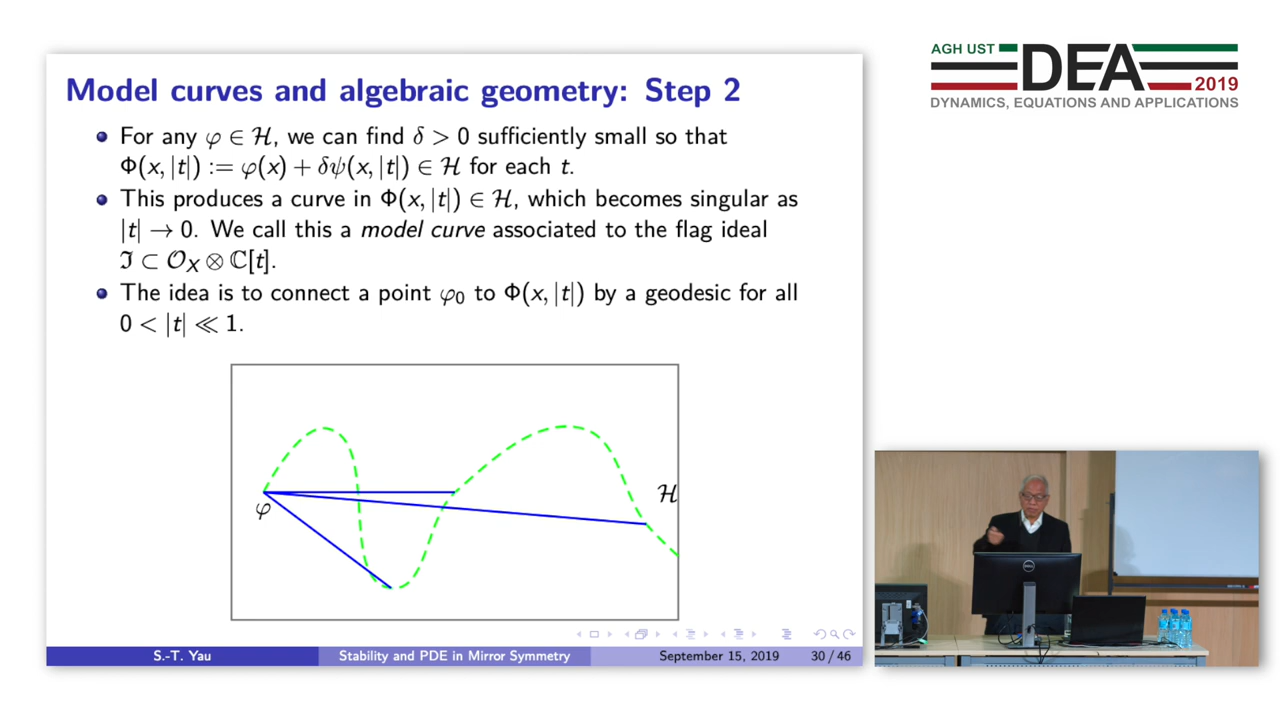 Model curves and algebraic geometry: Step 2
For any φ ∈ ℋ, we can find δ > 0 sufficiently small so that
Φ(x, |t|) := φ(x) + δψ(x, |t|) ∈ ℋ for each t.
This produces a curve in Φ(x, |t|) ∈ ℋ, which becomes singular as
|t| → 0. We call this a model curve associated to the flag ideal
ℑ ⊂ 𝒪X ⊗ ℂ[t].
The idea is to connect a point φ0 to Φ(x, |t|) by a geodesic for all
0 < |t| ≪ 1.
φ
ℋ
S.-T. Yau Stability and PDE in Mirror Symmetry September 15, 2019 30 / 46
AGH UST
DEA
2019
DYNAMICS, EQUATIONS AND APPLICATIONS
DELL